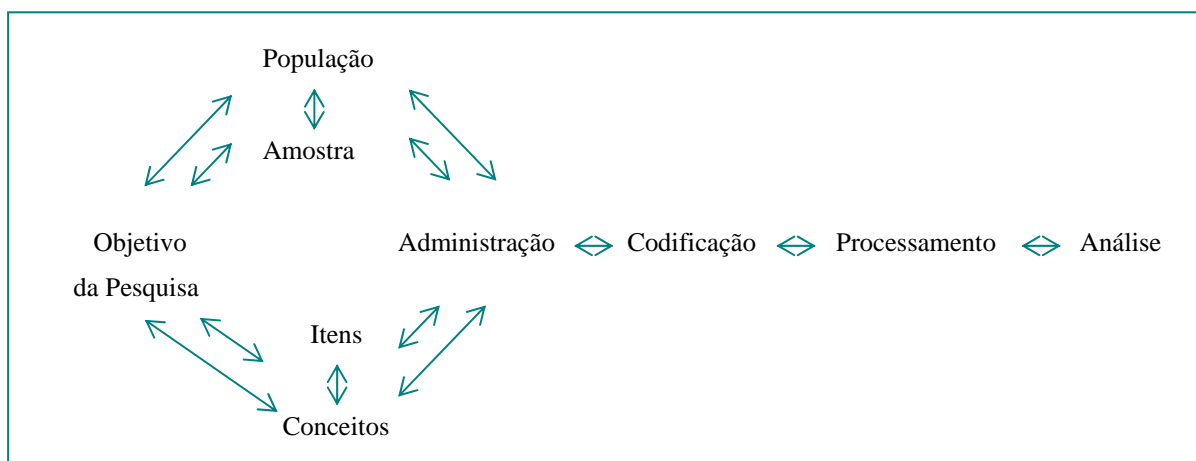 População
Amostra
Objetivo
da Pesquisa
Administração
Codificação
Processamento
Análise
Itens
Conceitos